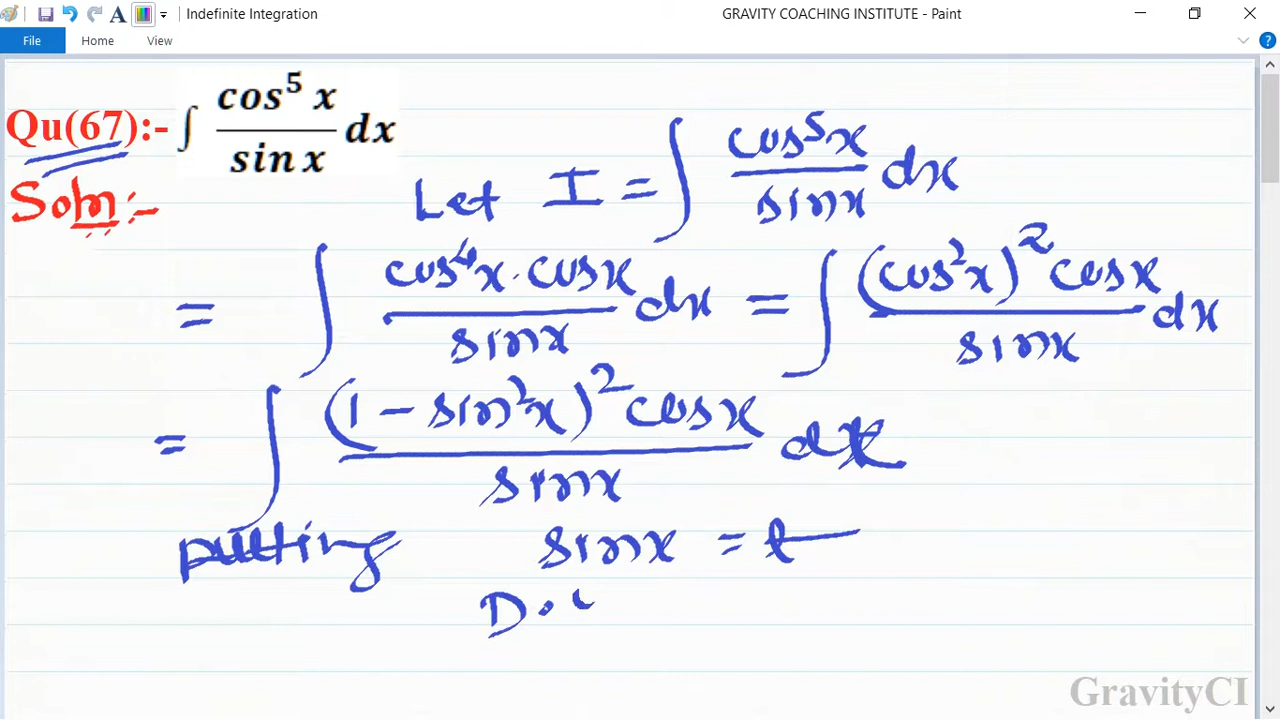 Indefinite Integration GRAVITY COACHING INSTITUTE - Paint
File Home View
Qu(67):- ∫ cos⁵ x / sin x dx
Soln:- Let I = ∫ cos⁵x / sinx dx
= ∫ cos⁴x . cosx / sinx dx = ∫ (cos²x)² cosx / sinx dx
= ∫ (1 - sin²x)² cosx / sinx dx
putting sinx = t
D.
GravityCI